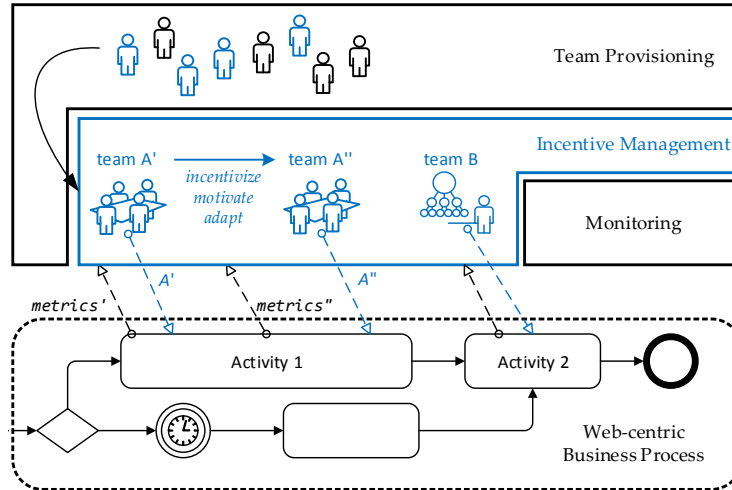 Team Provisioning
Incentive Management
team A'
team A''
team B
incentivize
motivate
adapt
Monitoring
A'
A"
metrics'
metrics"
Activity 1
Activity 2
Web-centric
Business Process